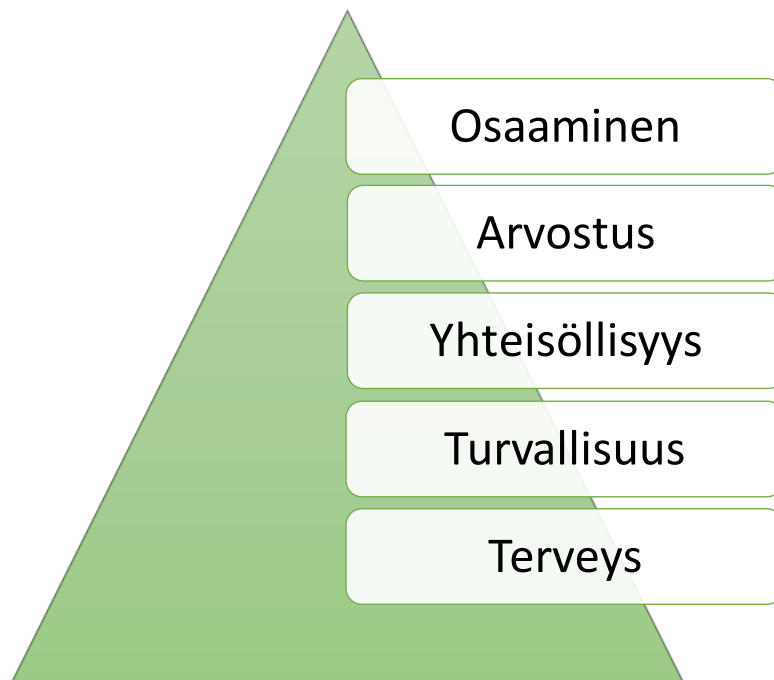 Osaaminen
Arvostus
Yhteisöllisyys
Turvallisuus
Terveys